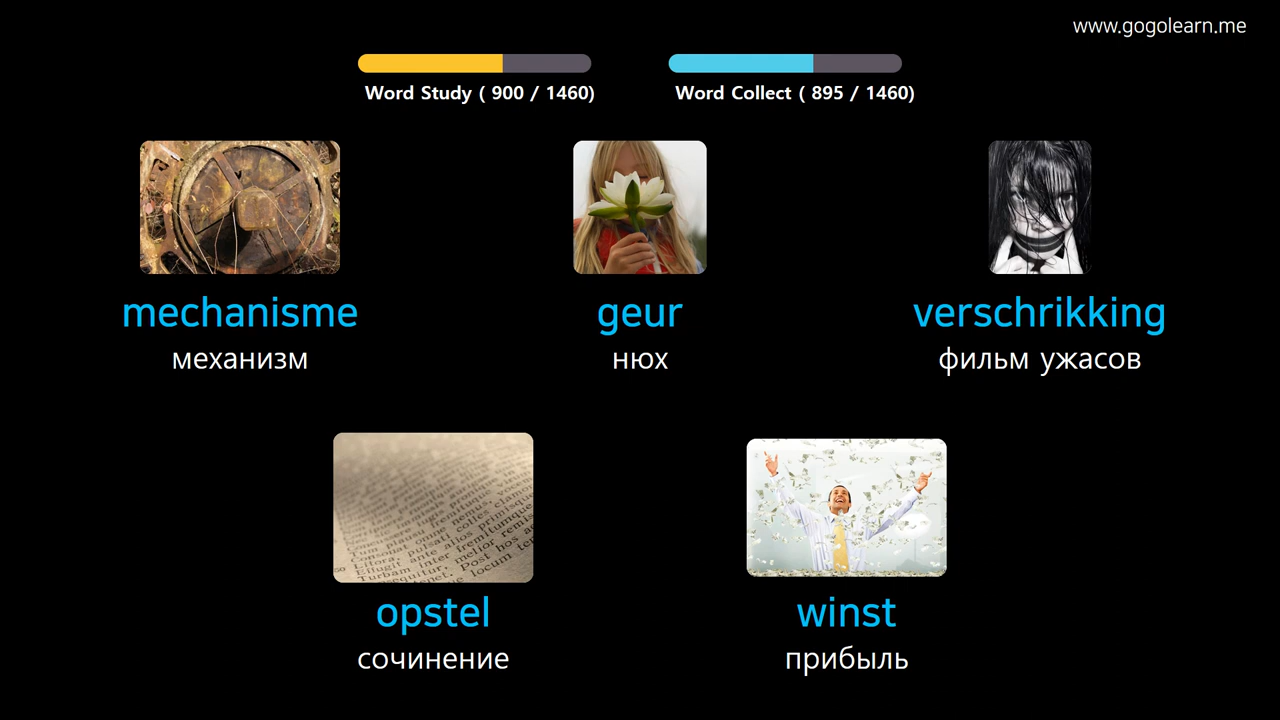 www.gogolearn.me
Word Study ( 900 / 1460)
Word Collect ( 895 / 1460)
mechanisme
механизм
geur
нюх
verschrikking
фильм ужасов
opstel
сочинение
winst
прибыль